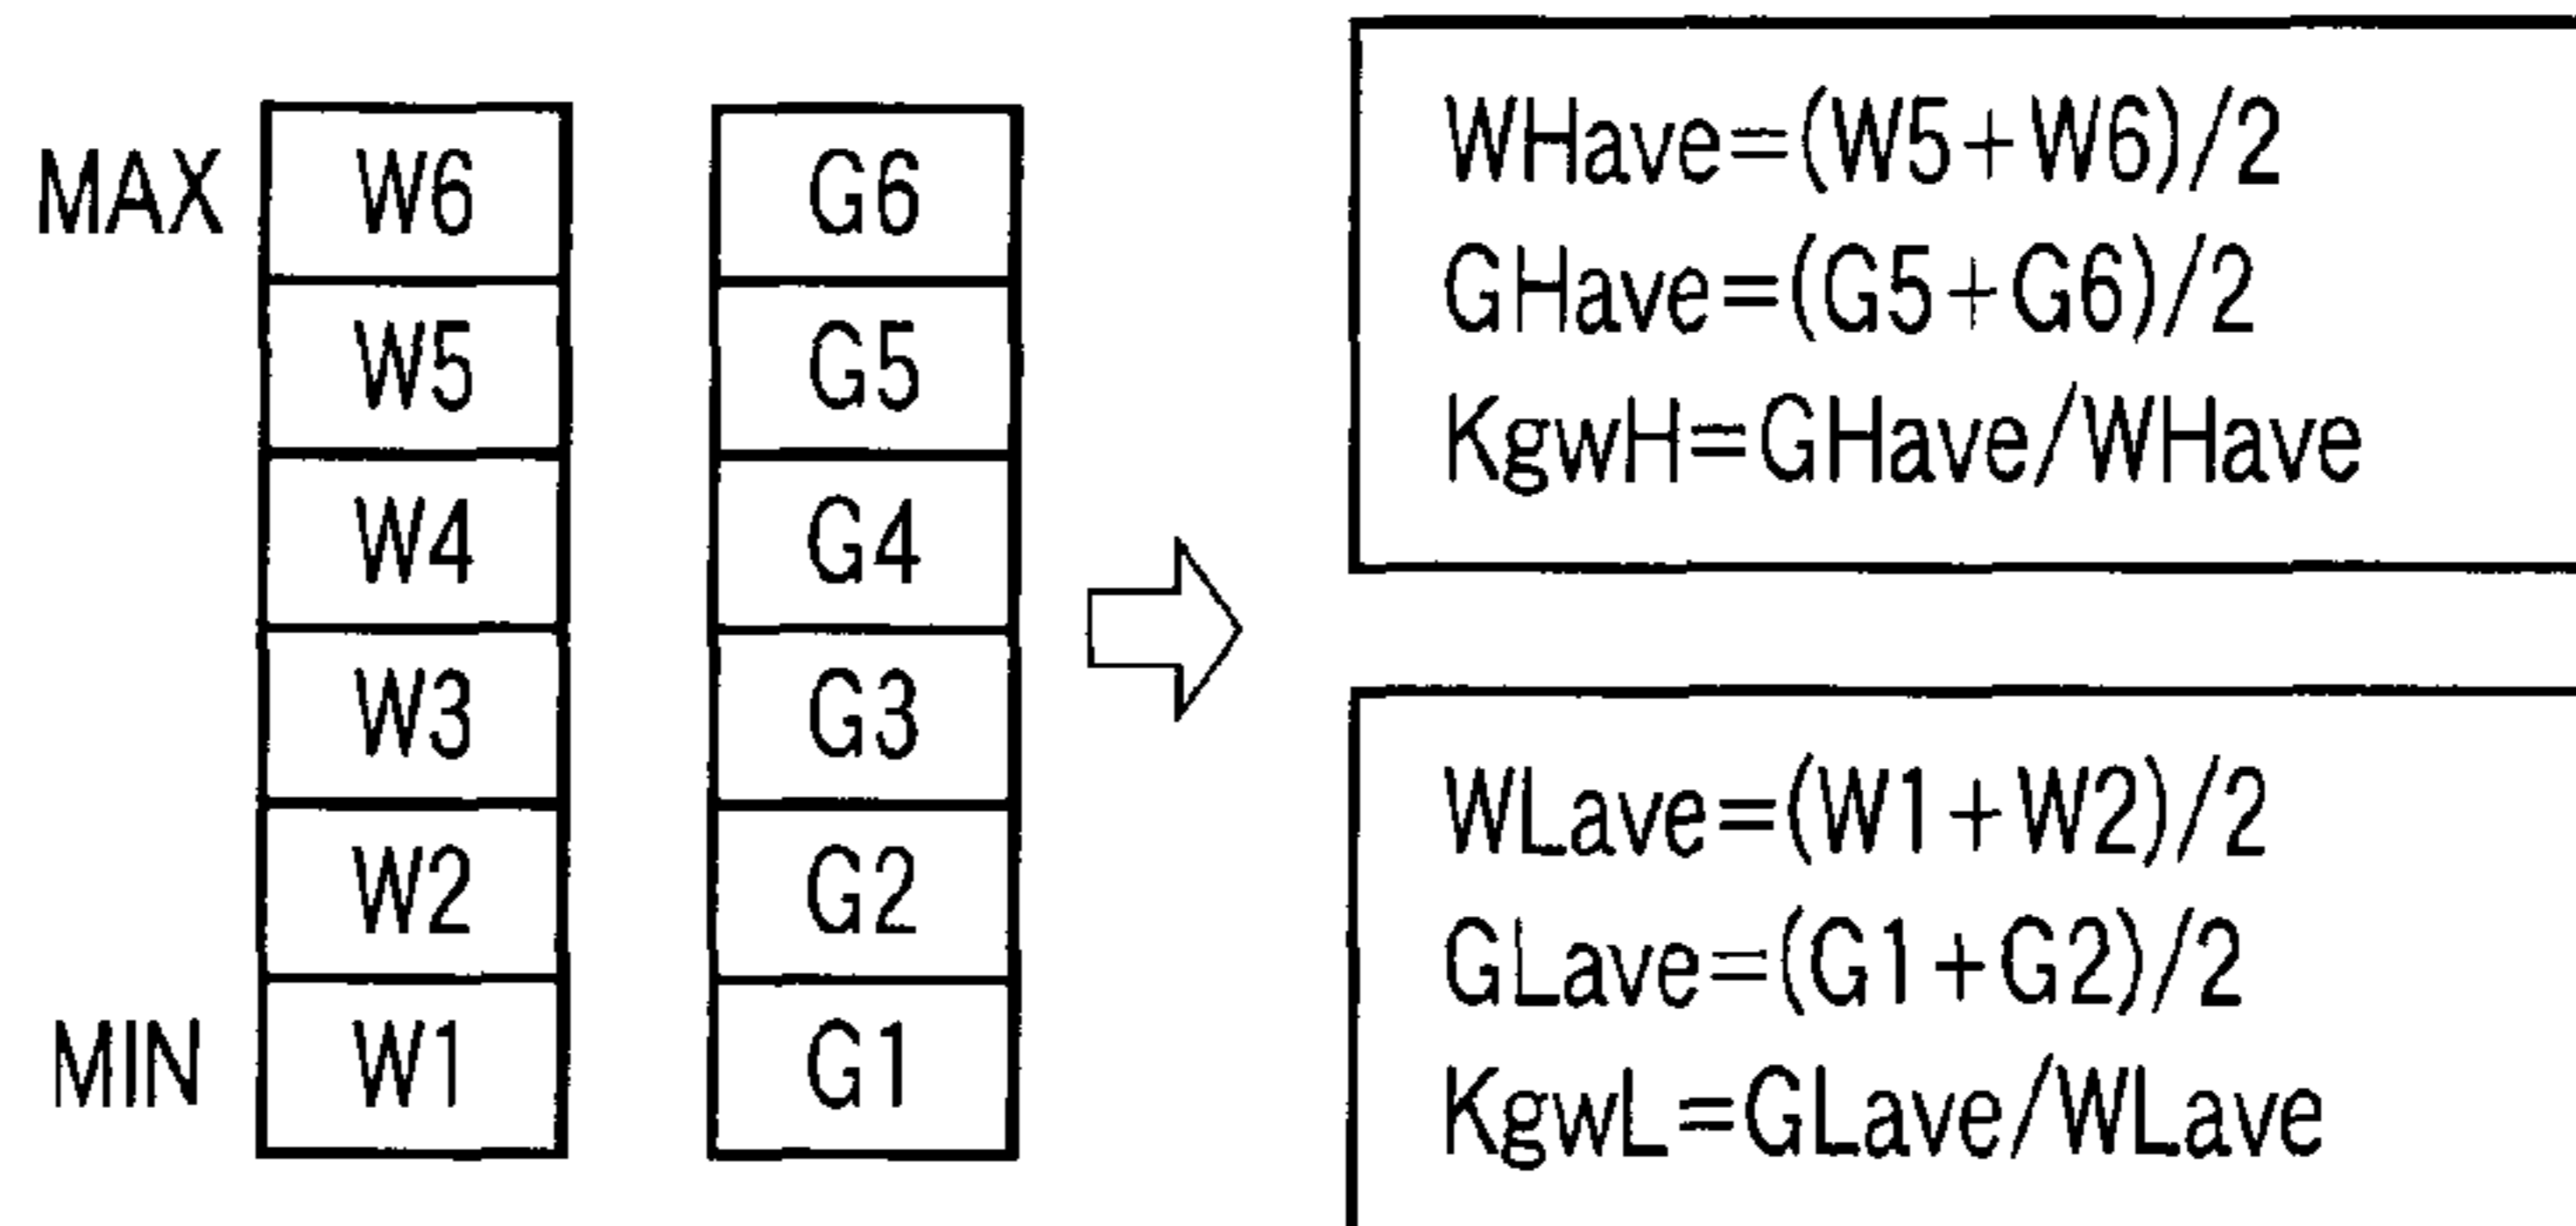 MAX W6 G6
W5 G5
W4 G4
W3 G3
W2 G2
MIN W1 G1
WHave=(W5+W6)/2
GHave=(G5+G6)/2
KgwH=GHave/WHave
WLave=(W1+W2)/2
GLave=(G1+G2)/2
KgwL=GLave/WLave